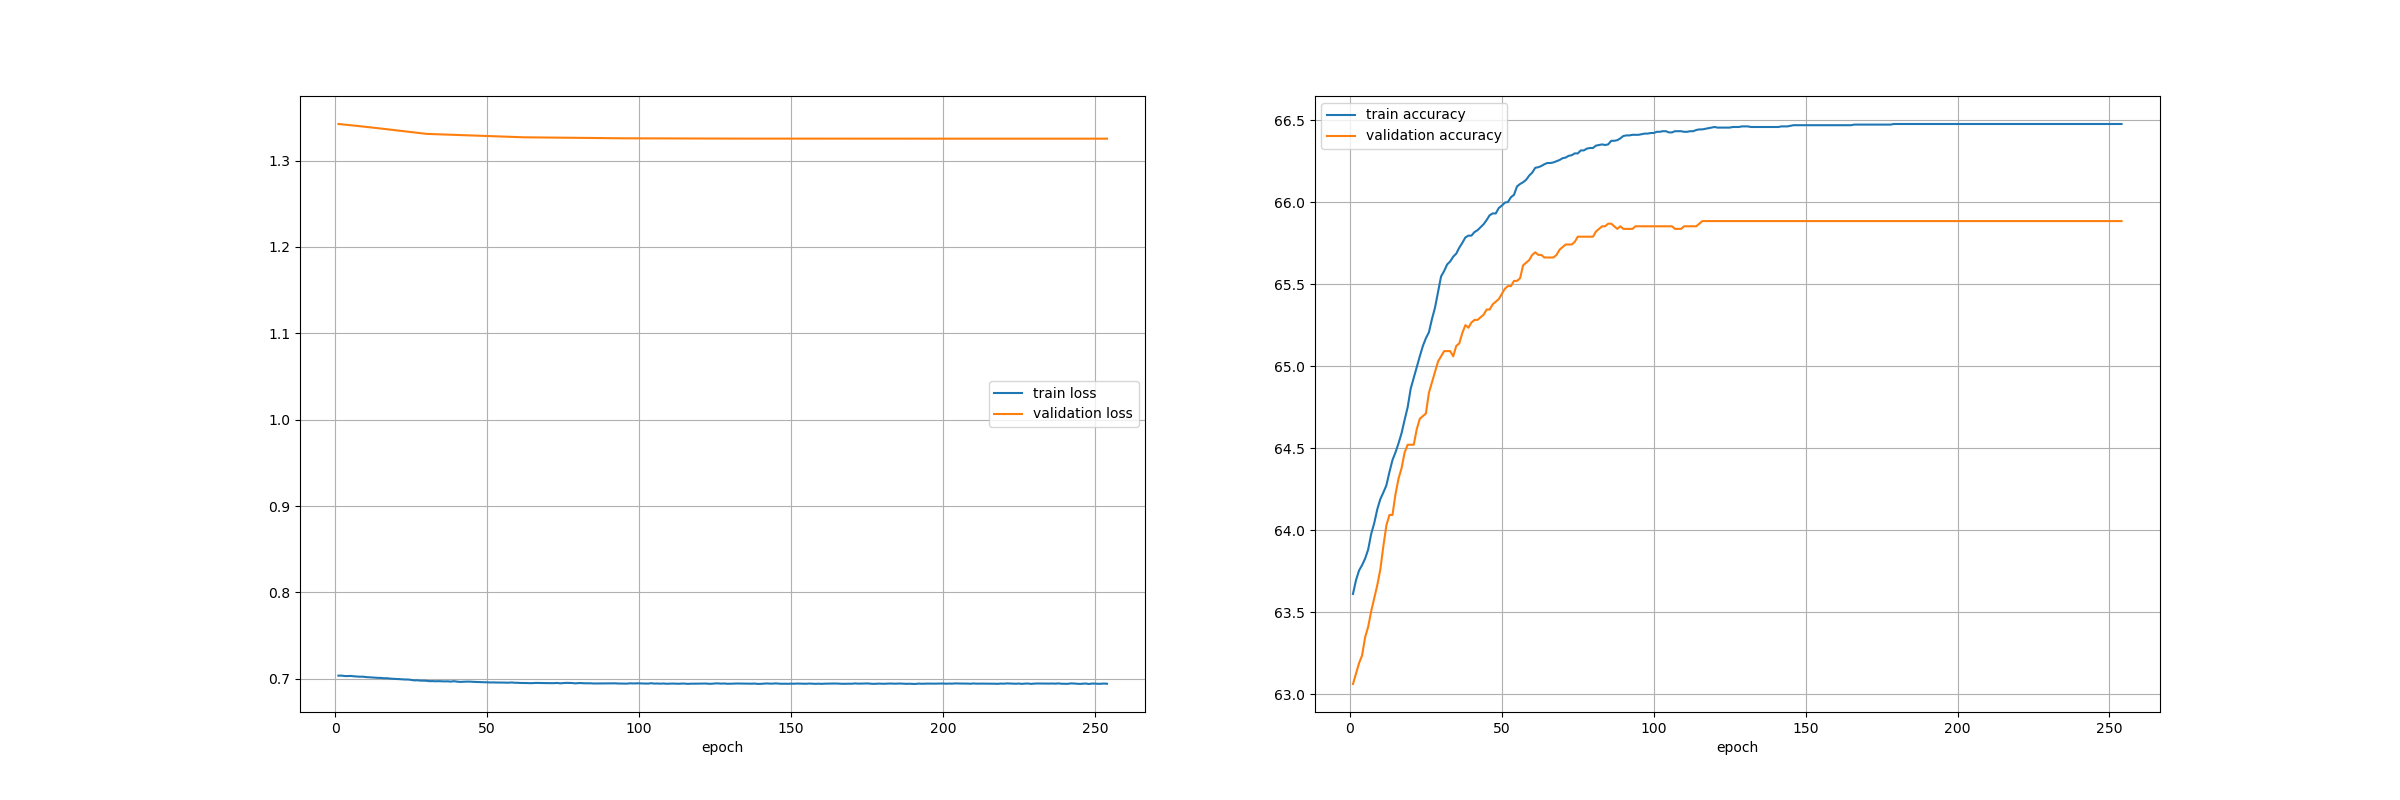 1.3
1.2
1.1
1.0
0.9
0.8
0.7
0 50 100 150 200 250
epoch
train loss
validation loss
66.5
66.0
65.5
65.0
64.5
64.0
63.5
63.0
0 50 100 150 200 250
epoch
train accuracy
validation accuracy